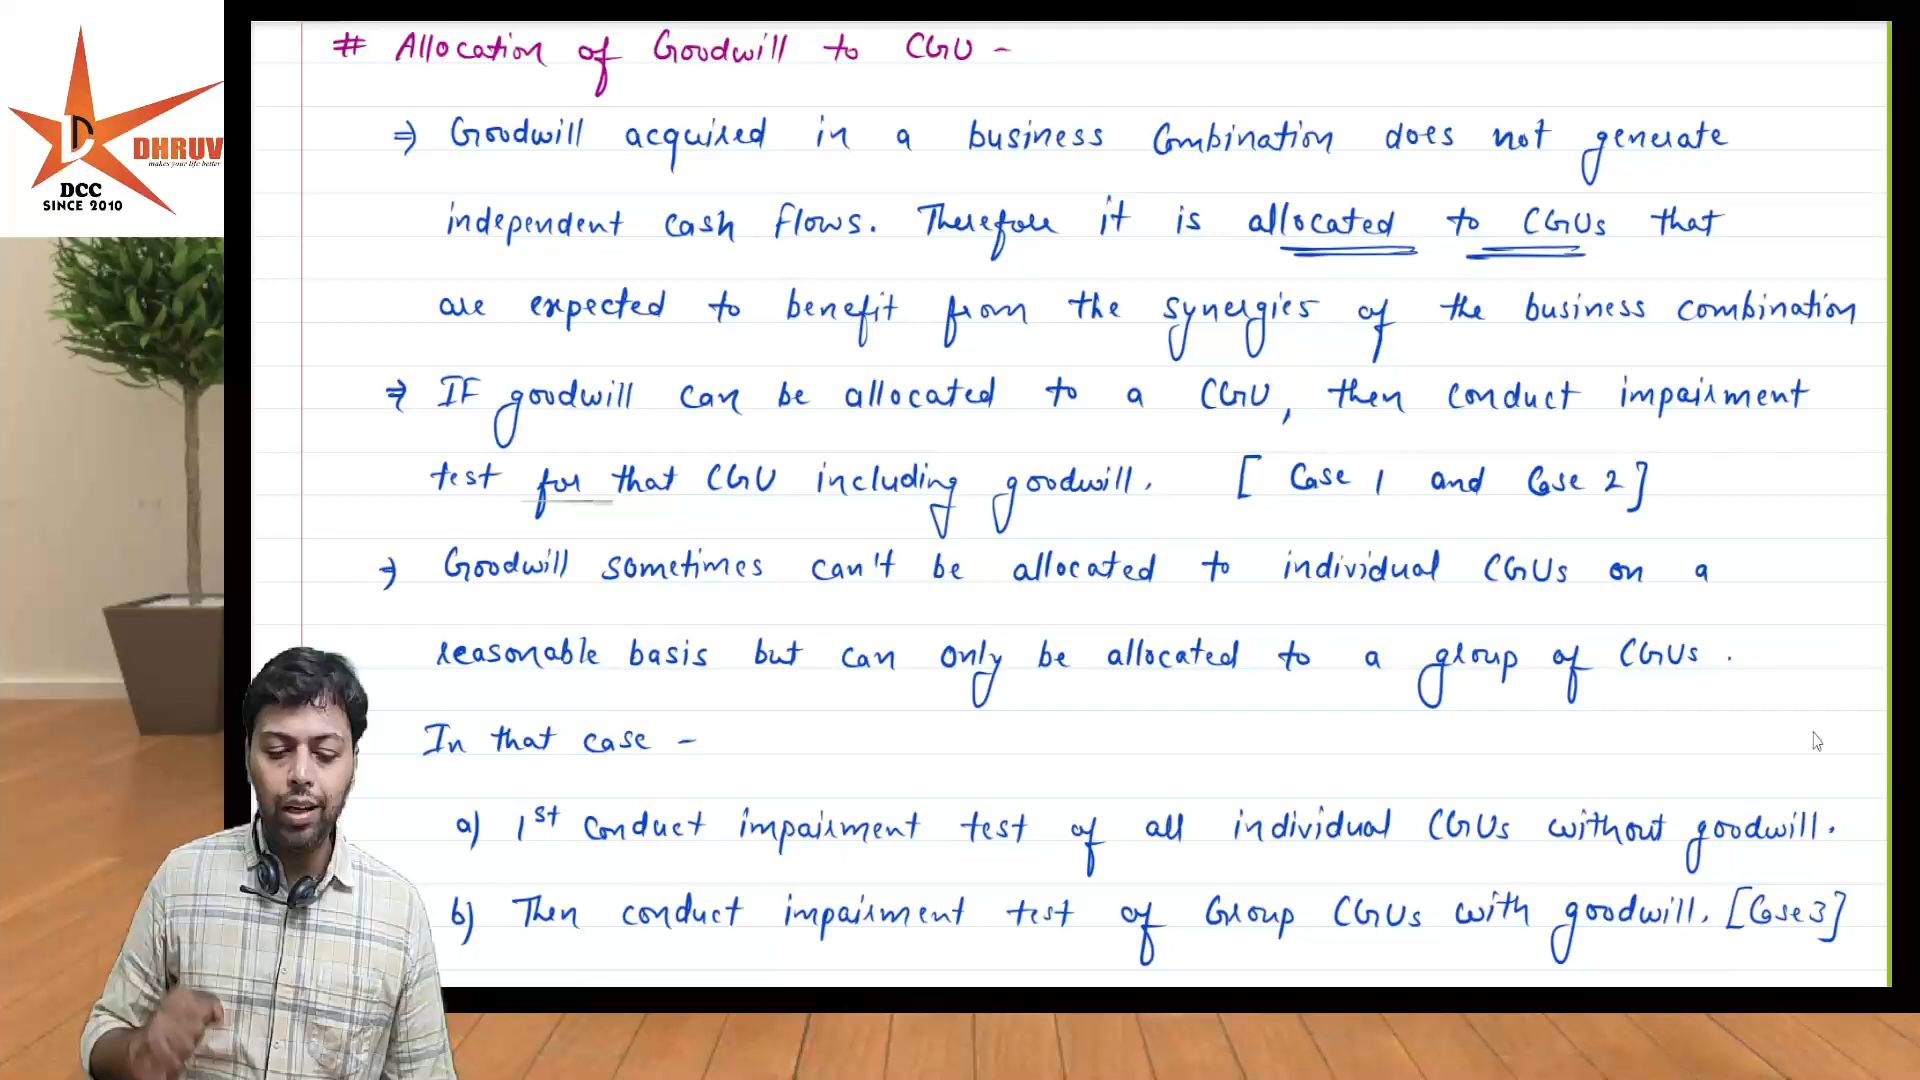 # Allocation of Goodwill to CGU -
⇒ Goodwill acquired in a business Combination does not generate
independent cash flows. Therefore it is allocated to CGUs that
are expected to benefit from the synergies of the business combination
⇒ IF goodwill can be allocated to a CGU, then conduct impairment
test for that CGU including goodwill. [ Case 1 and Case 2 ]
⇒ Goodwill sometimes can't be allocated to individual CGUs on a
reasonable basis but can only be allocated to a group of CGUs.
In that case -
a) 1st conduct impairment test of all individual CGUs without goodwill.
b) Then conduct impairment test of Group CGUs with goodwill. [Case 3]
DC
DHRUV
makes your life better
DCC
SINCE 2010